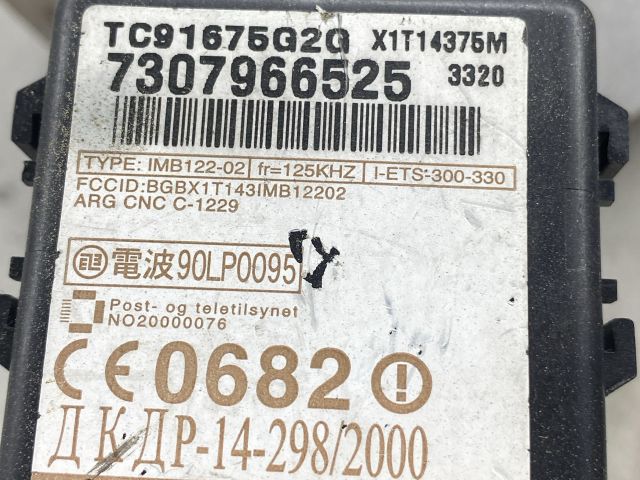 TC91675G2G X1T14375M
7307966525 3320
TYPE: IMB122-02 fr=125KHZ I-ETS-300-330
FCCID:BGBX1T143IMB12202
ARG CNC C-1229
電波90LP0095
Post- og teletilsynet
NO20000076
CE0682
ДКДР-14-298/2000